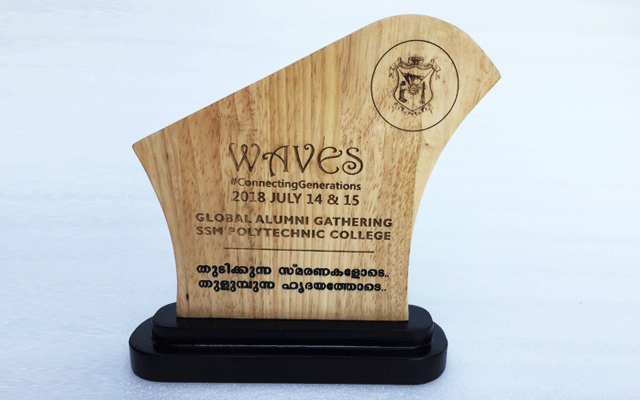 WAVES
#ConnectingGenerations
2018 JULY 14 & 15
GLOBAL ALUMNI GATHERING
SSM POLYTECHNIC COLLEGE
തുടിക്കുന്ന സ്മരണകളോടെ..
തുളുമ്പുന്ന ഹൃദയത്തോടെ..